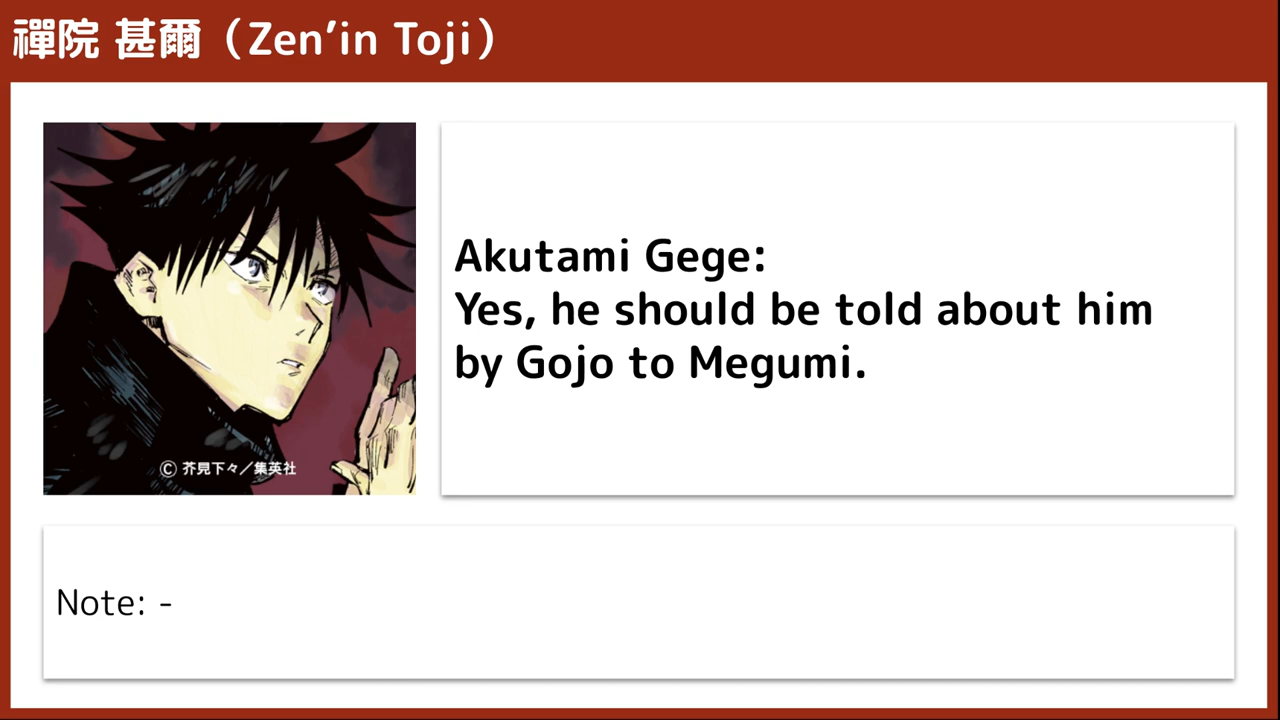 禪院 甚爾（Zen’in Toji）
Akutami Gege:
Yes, he should be told about him
by Gojo to Megumi.
© 芥見下々／集英社
Note: -